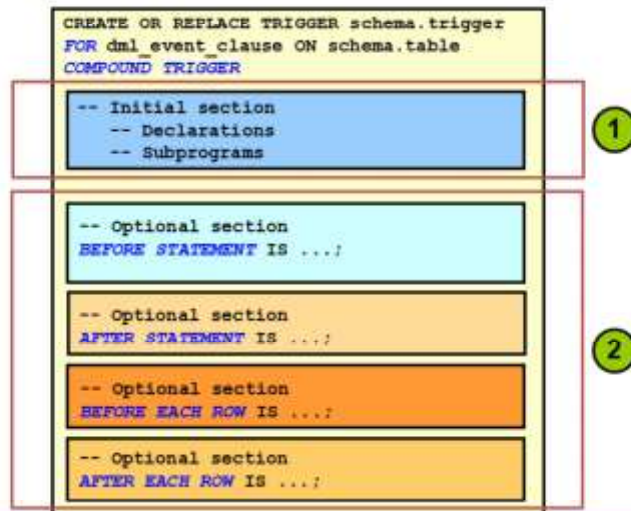 CREATE OR REPLACE TRIGGER schema.trigger
FOR dml_event_clause ON schema.table
COMPOUND TRIGGER
-- Initial section
-- Declarations
-- Subprograms
1
-- Optional section
BEFORE STATEMENT IS ...;
-- Optional section
AFTER STATEMENT IS ...;
2
-- Optional section
BEFORE EACH ROW IS ...;
-- Optional section
AFTER EACH ROW IS ...;